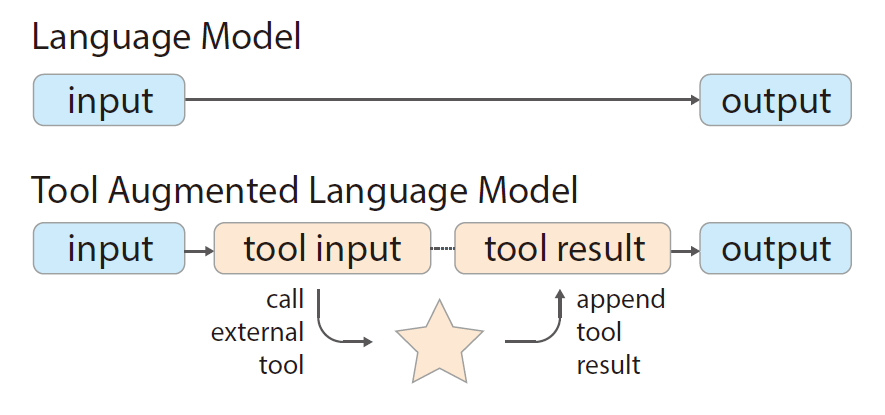 Language Model
input output
Tool Augmented Language Model
input tool input tool result output
call
external
tool
append
tool
result